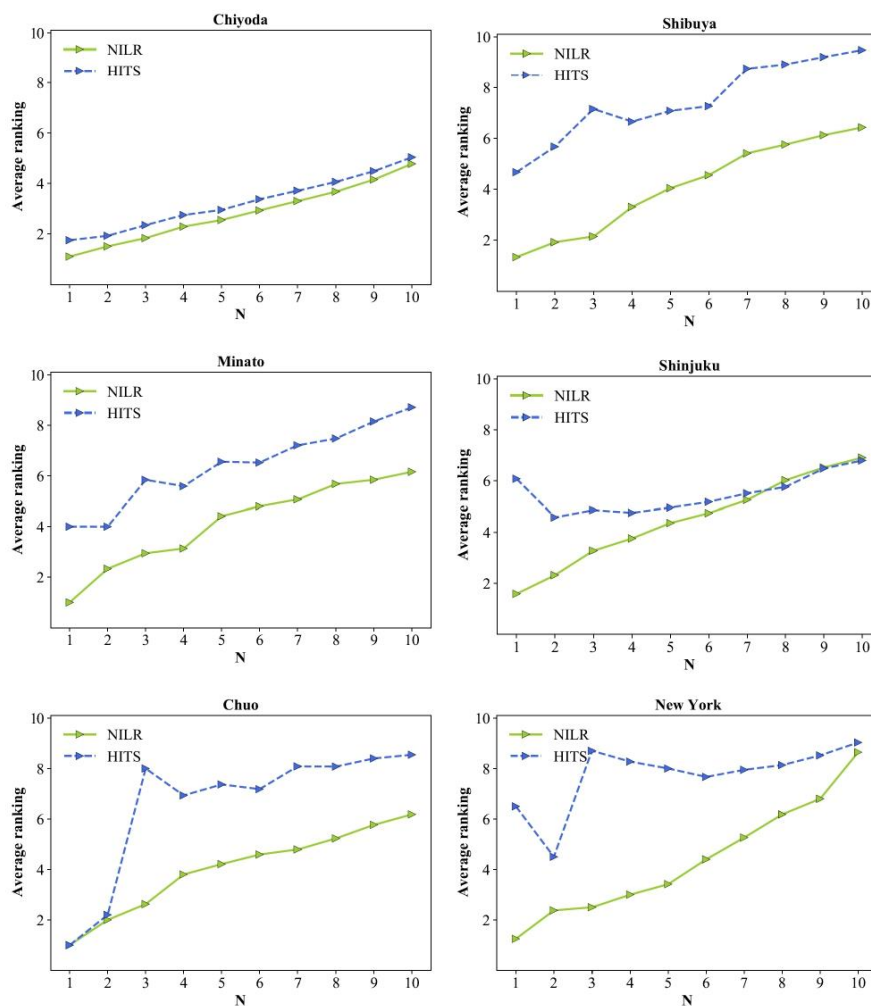 Chiyoda
10
8
6
4
2
Average ranking
NILR
HITS
1 2 3 4 5 6 7 8 9 10
N
Shibuya
10
8
6
4
2
Average ranking
NILR
HITS
1 2 3 4 5 6 7 8 9 10
N
Minato
10
8
6
4
2
Average ranking
NILR
HITS
1 2 3 4 5 6 7 8 9 10
N
Shinjuku
10
8
6
4
2
Average ranking
NILR
HITS
1 2 3 4 5 6 7 8 9 10
N
Chuo
10
8
6
4
2
Average ranking
NILR
HITS
1 2 3 4 5 6 7 8 9 10
N
New York
10
8
6
4
2
Average ranking
NILR
HITS
1 2 3 4 5 6 7 8 9 10
N